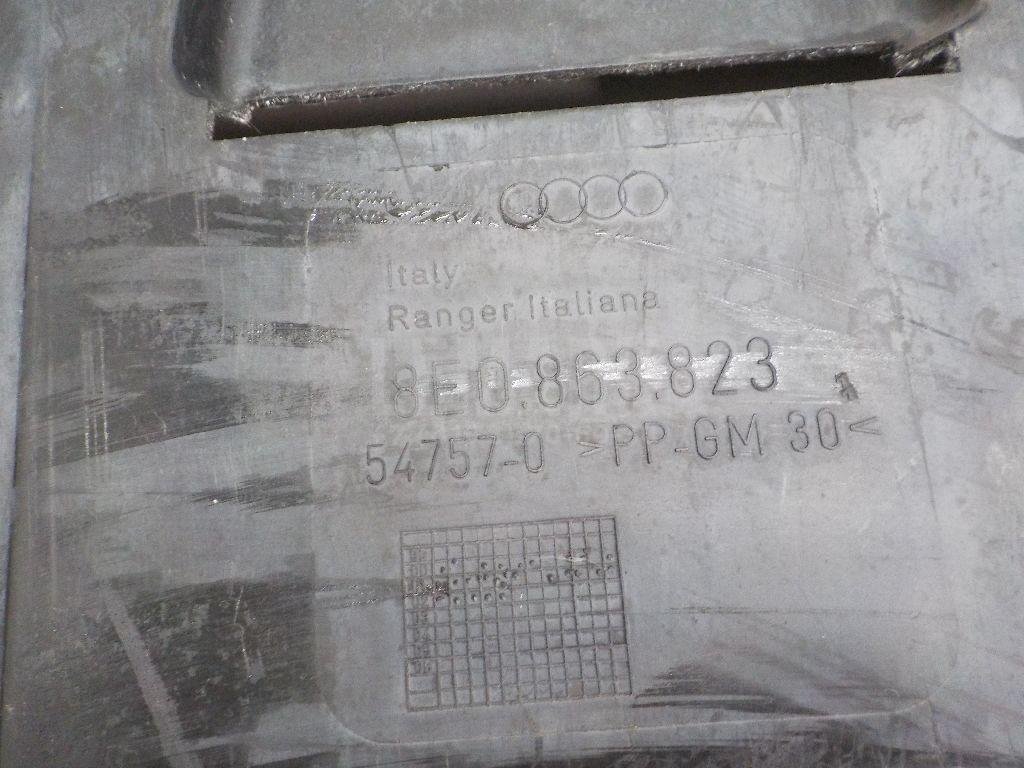 Italy
Ranger Italiana
8E0.863.823
54757-0 >PP-GM 30<